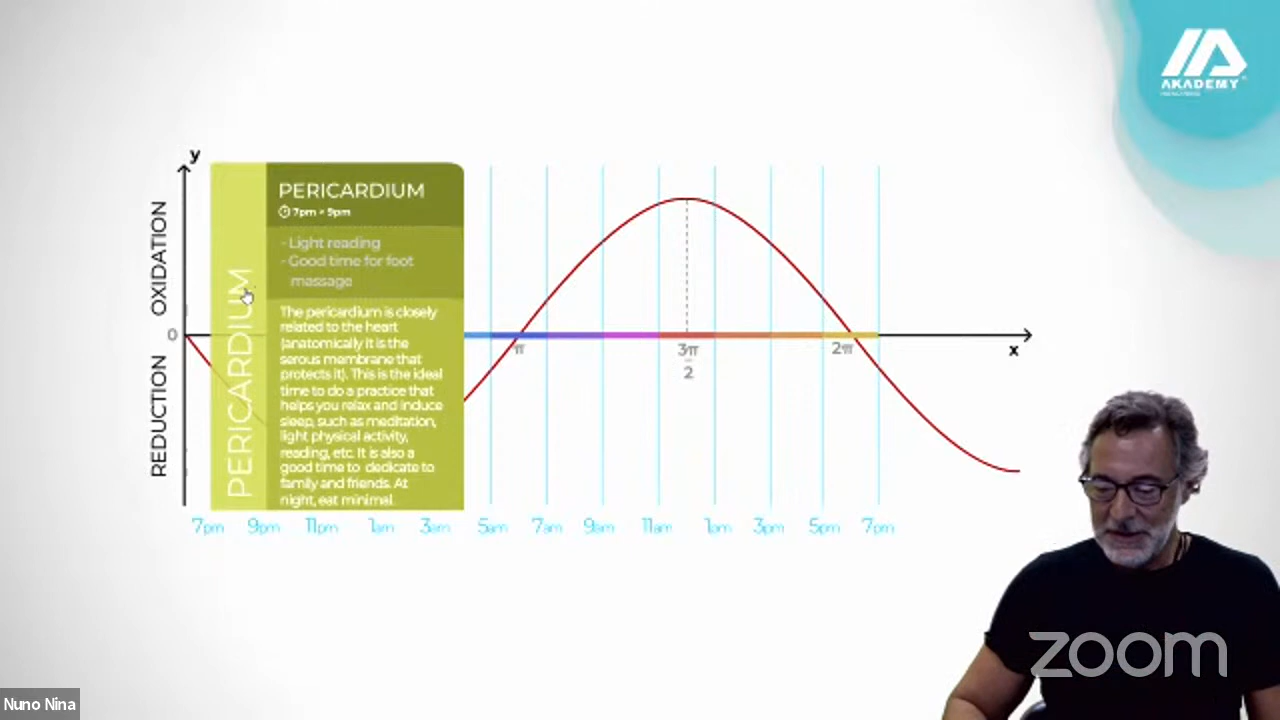 AKADEMY
y
OXIDATION
REDUCTION
0
PERICARDIUM
PERICARDIUM
7pm > 9pm
- Light reading
- Good time for foot
massage
The pericardium is closely
related to the heart
(anatomically it is the
serous membrane that
protects it). This is the ideal
time to do a practice that
helps you relax and induce
sleep, such as meditation,
light physical activity,
reading, etc. It is also a
good time to dedicate to
family and friends. At
night, eat minimal.
π
3π
2
2π
x
7pm 9pm 11pm 1am 3am 5am 7am 9am 11am 1pm 3pm 5pm 7pm
zoom
Nuno Nina